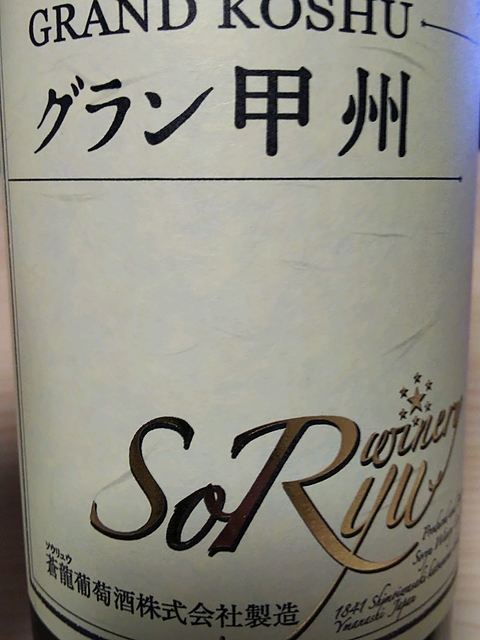 GRAND KOSHU
グラン甲州
SoRyu winery
ソウリュウ
蒼龍葡萄酒株式会社製造
Produced
1841 Shimoiwasaki
Yamanashi Japan